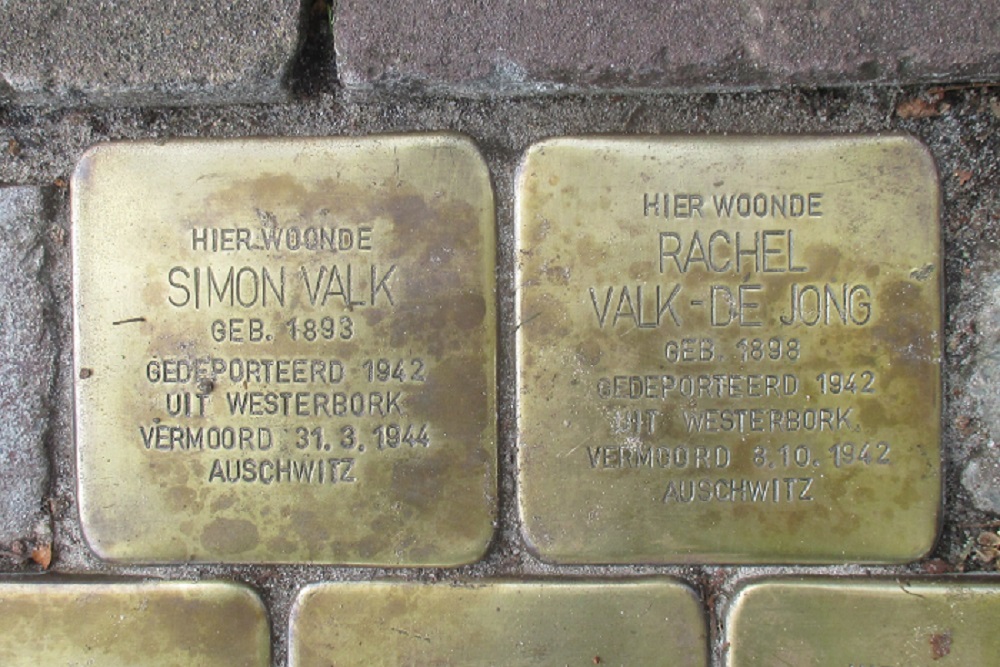 HIER WOONDE
SIMON VALK
GEB. 1893
GEDEPORTEERD 1942
UIT WESTERBORK
VERMOORD 31.3.1944
AUSCHWITZ
HIER WOONDE
RACHEL
VALK-DE JONG
GEB. 1898
GEDEPORTEERD 1942
UIT WESTERBORK
VERMOORD 8.10.1942
AUSCHWITZ